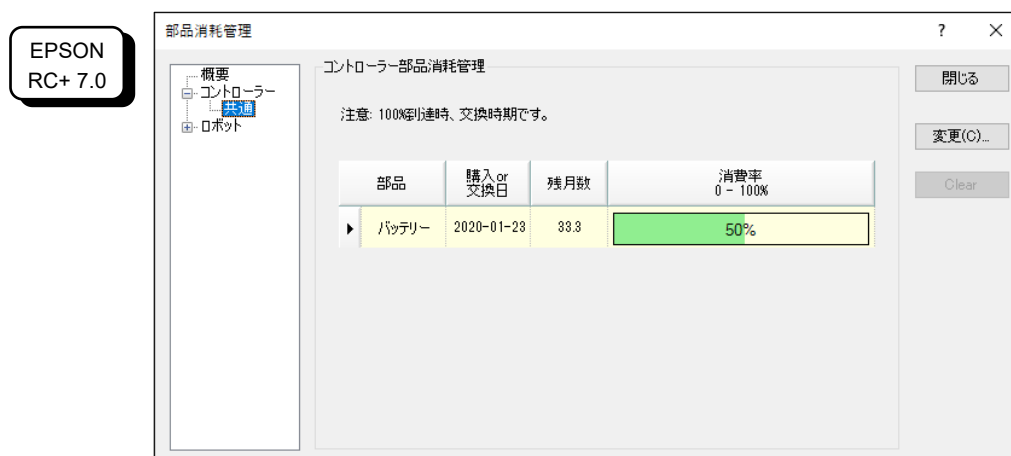 EPSON
RC+ 7.0
部品消耗管理
?
概要
コントローラー
共通
ロボット
コントローラー部品消耗管理
注意: 100%到達時、交換時期です。
部品
購入or
交換日
残月数
消費率
0 - 100%
バッテリー
2020-01-23
33.3
50%
閉じる
変更(C)...
Clear